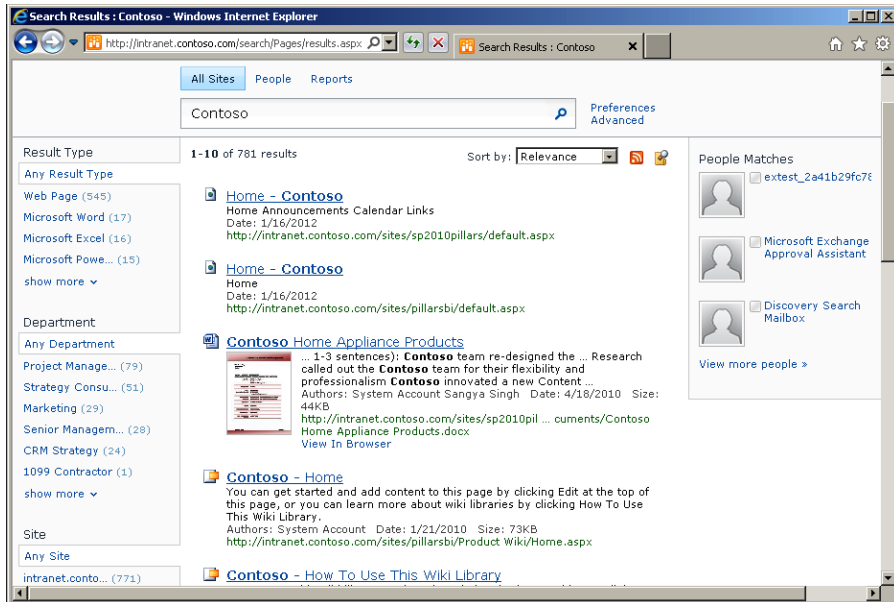 Search Results : Contoso - Windows Internet Explorer
http://intranet.contoso.com/search/Pages/results.aspx
Search Results : Contoso
All Sites People Reports
Contoso
Preferences
Advanced
Result Type
Any Result Type
Web Page (545)
Microsoft Word (17)
Microsoft Excel (16)
Microsoft Powe... (15)
show more
Department
Any Department
Project Manage... (79)
Strategy Consu... (51)
Marketing (29)
Senior Managem... (28)
CRM Strategy (24)
1099 Contractor (1)
show more
Site
Any Site
intranet.conto... (771)
1-10 of 781 results
Sort by: Relevance
Home - Contoso
Home Announcements Calendar Links
Date: 1/16/2012
http://intranet.contoso.com/sites/sp2010pillars/default.aspx
Home - Contoso
Home
Date: 1/16/2012
http://intranet.contoso.com/sites/pillarsbi/default.aspx
Contoso Home Appliance Products
... 1-3 sentences): Contoso team re-designed the ... Research
called out the Contoso team for their flexibility and
professionalism Contoso innovated a new Content ...
Authors: System Account Sangya Singh Date: 4/18/2010 Size:
44KB
http://intranet.contoso.com/sites/sp2010pil ... cuments/Contoso
Home Appliance Products.docx
View In Browser
Contoso - Home
You can get started and add content to this page by clicking Edit at the top of
this page, or you can learn more about wiki libraries by clicking How To Use
This Wiki Library.
Authors: System Account Date: 1/21/2010 Size: 73KB
http://intranet.contoso.com/sites/pillarsbi/Product Wiki/Home.aspx
Contoso - How To Use This Wiki Library
People Matches
extest_2a41b29fc78
Microsoft Exchange
Approval Assistant
Discovery Search
Mailbox
View more people »